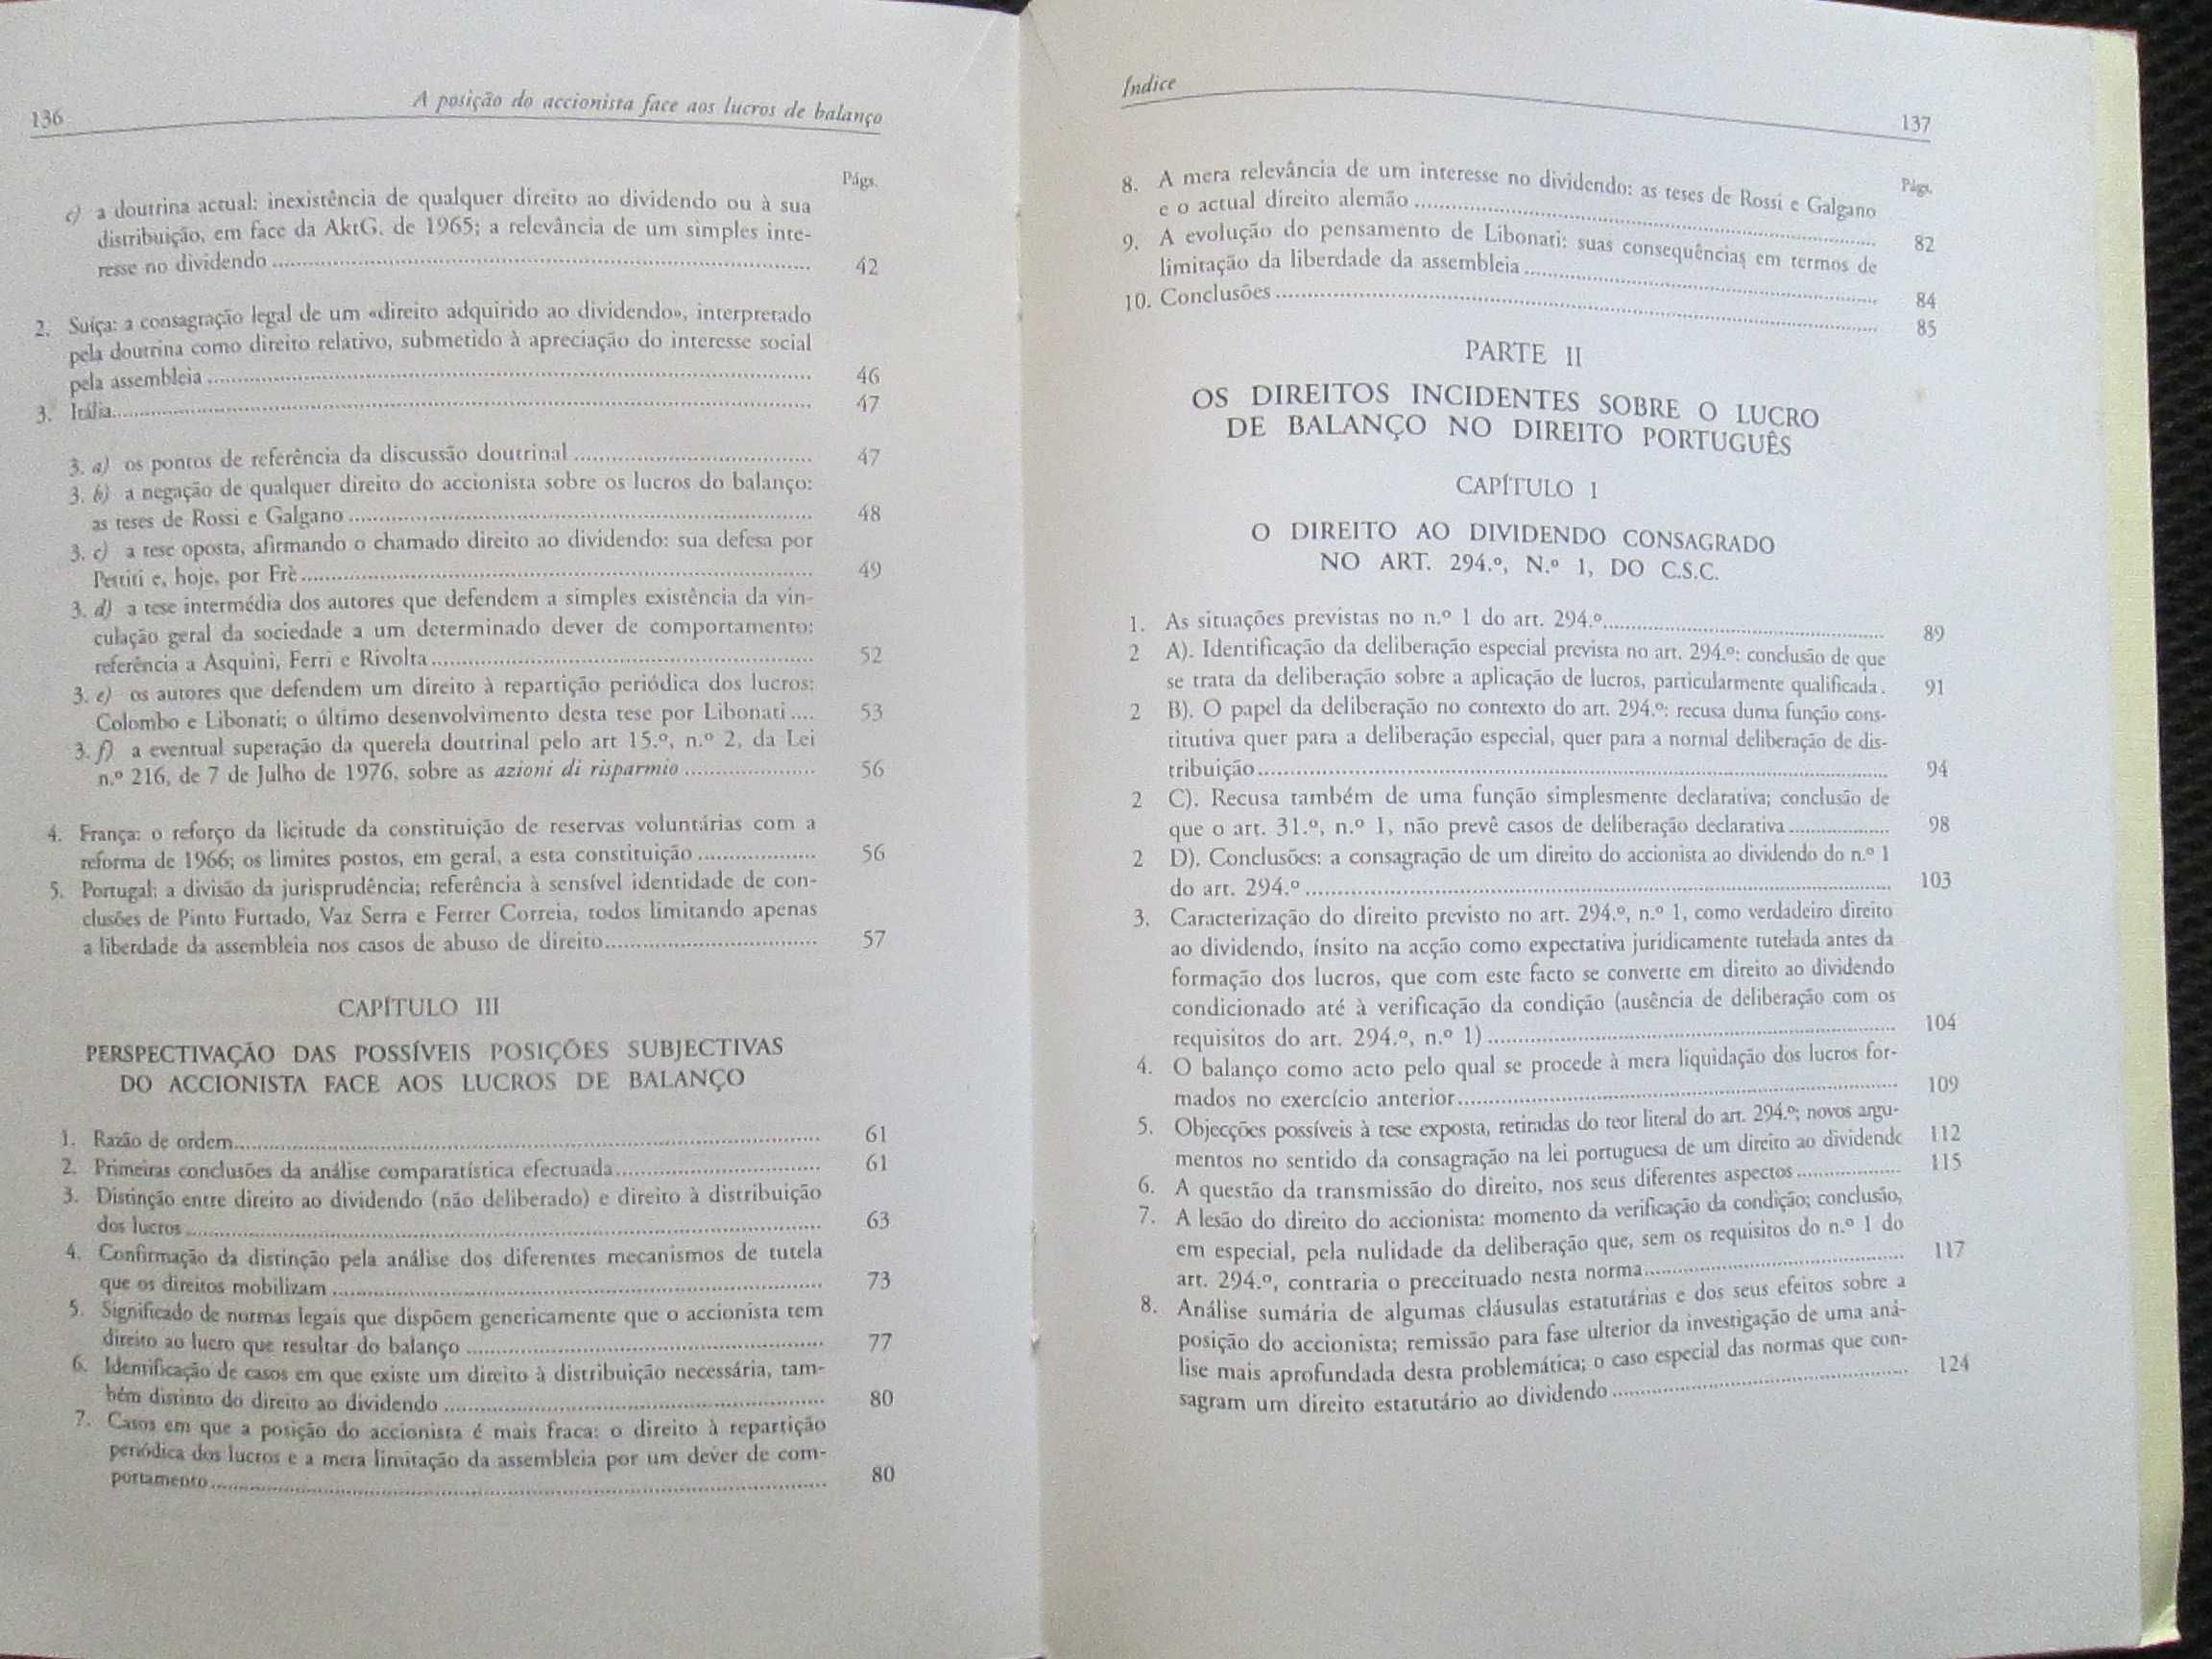 136
A posição do accionista face aos lucros de balanço
Págs.
c) a doutrina actual: inexistência de qualquer direito ao dividendo ou à sua
distribuição, em face da AktG. de 1965; a relevância de um simples inte-
resse no dividendo ........ 42
2. Suíça: a consagração legal de um «direito adquirido ao dividendo», interpretado
pela doutrina como direito relativo, submetido à apreciação do interesse social
pela assembleia ........ 46
3. Itália ........ 47
3. a) os pontos de referência da discussão doutrinal ........ 47
3. b) a negação de qualquer direito do accionista sobre os lucros do balanço:
as teses de Rossi e Galgano ........ 48
3. c) a tese oposta, afirmando o chamado direito ao dividendo: sua defesa por
Pettiti e, hoje, por Frè ........ 49
3. d) a tese intermédia dos autores que defendem a simples existência da vin-
culação geral da sociedade a um determinado dever de comportamento:
referência a Asquini, Ferri e Rivolta ........ 52
3. e) os autores que defendem um direito à repartição periódica dos lucros:
Colombo e Libonati; o último desenvolvimento desta tese por Libonati .... 53
3. f) a eventual superação da querela doutrinal pelo art 15.º, n.º 2, da Lei
n.º 216, de 7 de Julho de 1976, sobre as azioni di risparmio ........ 56
4. França: o reforço da licitude da constituição de reservas voluntárias com a
reforma de 1966; os limites postos, em geral, a esta constituição ........ 56
5. Portugal: a divisão da jurisprudência; referência à sensível identidade de con-
clusões de Pinto Furtado, Vaz Serra e Ferrer Correia, todos limitando apenas
a liberdade da assembleia nos casos de abuso de direito ........ 57
CAPÍTULO III
PERSPECTIVAÇÃO DAS POSSÍVEIS POSIÇÕES SUBJECTIVAS
DO ACCIONISTA FACE AOS LUCROS DE BALANÇO
1. Razão de ordem ........ 61
2. Primeiras conclusões da análise comparatística efectuada ........ 61
3. Distinção entre direito ao dividendo (não deliberado) e direito à distribuição
dos lucros ........ 63
4. Confirmação da distinção pela análise dos diferentes mecanismos de tutela
que os direitos mobilizam ........ 73
5. Significado de normas legais que dispõem genericamente que o accionista tem
direito ao lucro que resultar do balanço ........ 77
6. Identificação de casos em que existe um direito à distribuição necessária, tam-
bém distinto do direito ao dividendo ........ 80
7. Casos em que a posição do accionista é mais fraca: o direito à repartição
periódica dos lucros e a mera limitação da assembleia por um dever de com-
portamento ........ 80
Índice
137
Págs.
8. A mera relevância de um interesse no dividendo: as teses de Rossi e Galgano
e o actual direito alemão ........ 82
9. A evolução do pensamento de Libonati: suas consequências em termos de
limitação da liberdade da assembleia ........ 84
10. Conclusões ........ 85
PARTE II
OS DIREITOS INCIDENTES SOBRE O LUCRO
DE BALANÇO NO DIREITO PORTUGUÊS
CAPÍTULO I
O DIREITO AO DIVIDENDO CONSAGRADO
NO ART. 294.º, N.º 1, DO C.S.C.
1. As situações previstas no n.º 1 do art. 294.º ........ 89
2 A). Identificação da deliberação especial prevista no art. 294.º: conclusão de que
se trata da deliberação sobre a aplicação de lucros, particularmente qualificada . 91
2 B). O papel da deliberação no contexto do art. 294.º: recusa duma função cons-
titutiva quer para a deliberação especial, quer para a normal deliberação de dis-
tribuição ........ 94
2 C). Recusa também de uma função simplesmente declarativa; conclusão de
que o art. 31.º, n.º 1, não prevê casos de deliberação declarativa ........ 98
2 D). Conclusões: a consagração de um direito do accionista ao dividendo do n.º 1
do art. 294.º ........ 103
3. Caracterização do direito previsto no art. 294.º, n.º 1, como verdadeiro direito
ao dividendo, ínsito na acção como expectativa juridicamente tutelada antes da
formação dos lucros, que com este facto se converte em direito ao dividendo
condicionado até à verificação da condição (ausência de deliberação com os
requisitos do art. 294.º, n.º 1) ........ 104
4. O balanço como acto pelo qual se procede à mera liquidação dos lucros for-
mados no exercício anterior ........ 109
5. Objecções possíveis à tese exposta, retiradas do teor literal do art. 294.º; novos argu-
mentos no sentido da consagração na lei portuguesa de um direito ao dividendo 112
6. A questão da transmissão do direito, nos seus diferentes aspectos ........ 115
7. A lesão do direito do accionista: momento da verificação da condição; conclusão,
em especial, pela nulidade da deliberação que, sem os requisitos do n.º 1 do
art. 294.º, contraria o preceituado nesta norma ........ 117
8. Análise sumária de algumas cláusulas estatutárias e dos seus efeitos sobre a
posição do accionista; remissão para fase ulterior da investigação de uma aná-
lise mais aprofundada desta problemática; o caso especial das normas que con-
sagram um direito estatutário ao dividendo ........ 124